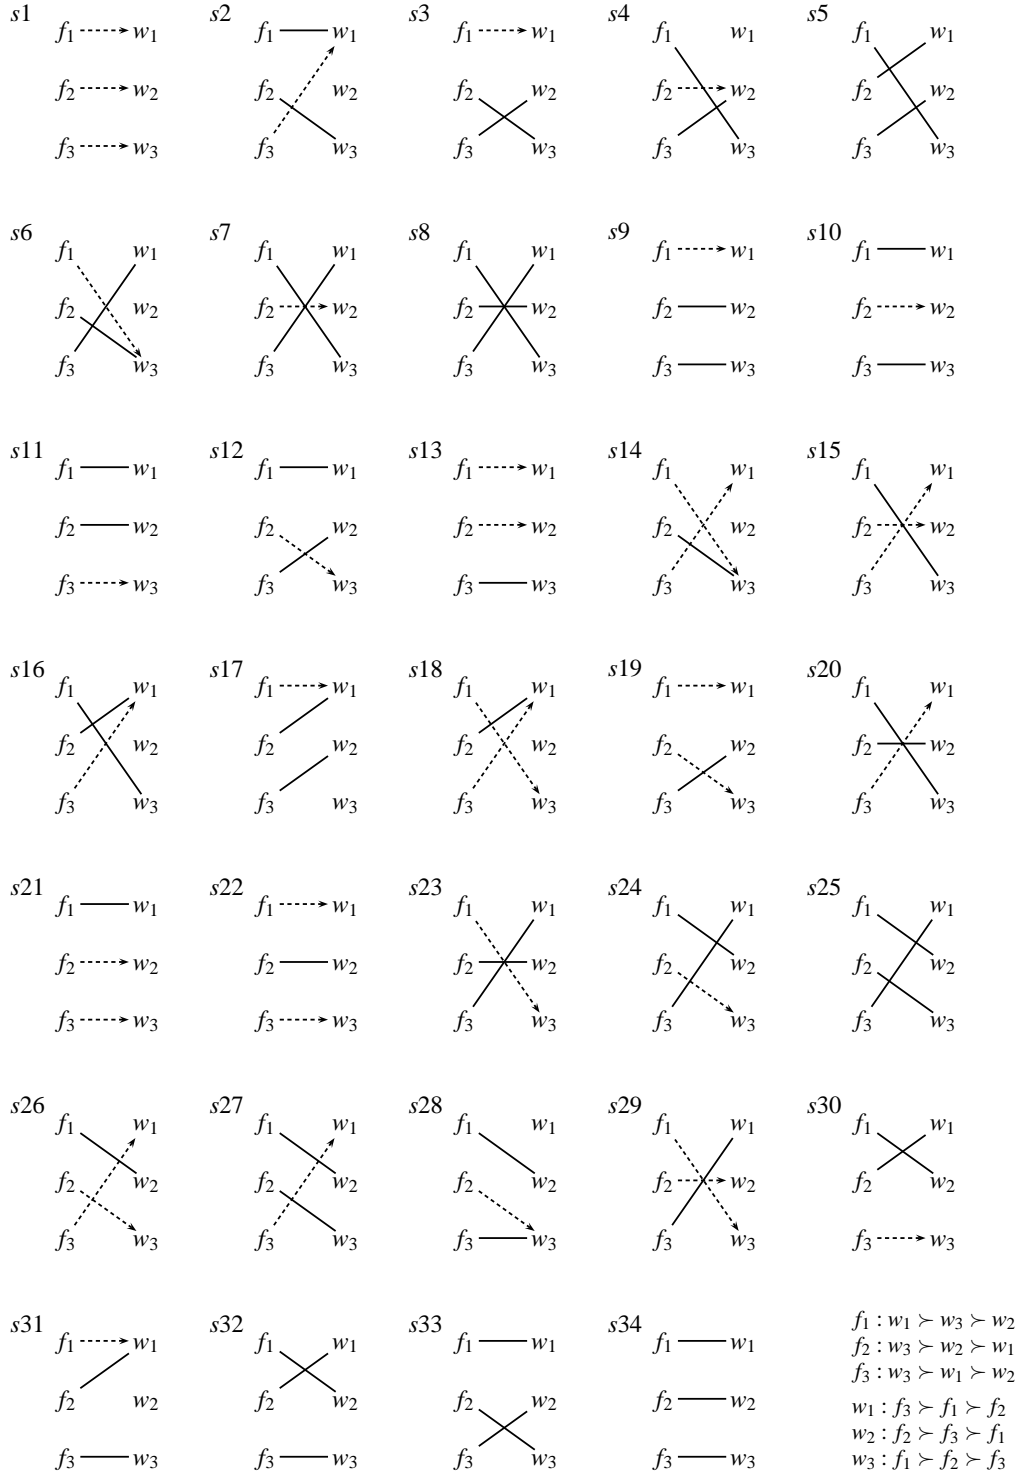 s1 s2 s3 s4 s5
f1 w1 f1 w1 f1 w1 f1 w1 f1 w1
f2 w2 f2 w2 f2 w2 f2 w2 f2 w2
f3 w3 f3 w3 f3 w3 f3 w3 f3 w3
s6 s7 s8 s9 s10
f1 w1 f1 w1 f1 w1 f1 w1 f1 w1
f2 w2 f2 w2 f2 w2 f2 w2 f2 w2
f3 w3 f3 w3 f3 w3 f3 w3 f3 w3
s11 s12 s13 s14 s15
f1 w1 f1 w1 f1 w1 f1 w1 f1 w1
f2 w2 f2 w2 f2 w2 f2 w2 f2 w2
f3 w3 f3 w3 f3 w3 f3 w3 f3 w3
s16 s17 s18 s19 s20
f1 w1 f1 w1 f1 w1 f1 w1 f1 w1
f2 w2 f2 w2 f2 w2 f2 w2 f2 w2
f3 w3 f3 w3 f3 w3 f3 w3 f3 w3
s21 s22 s23 s24 s25
f1 w1 f1 w1 f1 w1 f1 w1 f1 w1
f2 w2 f2 w2 f2 w2 f2 w2 f2 w2
f3 w3 f3 w3 f3 w3 f3 w3 f3 w3
s26 s27 s28 s29 s30
f1 w1 f1 w1 f1 w1 f1 w1 f1 w1
f2 w2 f2 w2 f2 w2 f2 w2 f2 w2
f3 w3 f3 w3 f3 w3 f3 w3 f3 w3
s31 s32 s33 s34
f1 w1 f1 w1 f1 w1 f1 w1
f2 w2 f2 w2 f2 w2 f2 w2
f3 w3 f3 w3 f3 w3 f3 w3
f1 : w1 ≻ w3 ≻ w2
f2 : w3 ≻ w2 ≻ w1
f3 : w3 ≻ w1 ≻ w2
w1 : f3 ≻ f1 ≻ f2
w2 : f2 ≻ f3 ≻ f1
w3 : f1 ≻ f2 ≻ f3